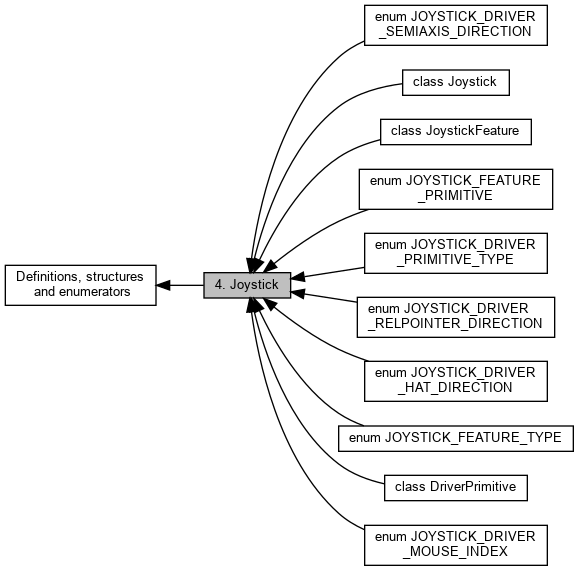 enum JOYSTICK_DRIVER
_SEMIAXIS_DIRECTION
class Joystick
class JoystickFeature
enum JOYSTICK_FEATURE
_PRIMITIVE
enum JOYSTICK_DRIVER
_PRIMITIVE_TYPE
Definitions, structures
and enumerators
4. Joystick
enum JOYSTICK_DRIVER
_RELPOINTER_DIRECTION
enum JOYSTICK_DRIVER
_HAT_DIRECTION
enum JOYSTICK_FEATURE_TYPE
class DriverPrimitive
enum JOYSTICK_DRIVER
_MOUSE_INDEX